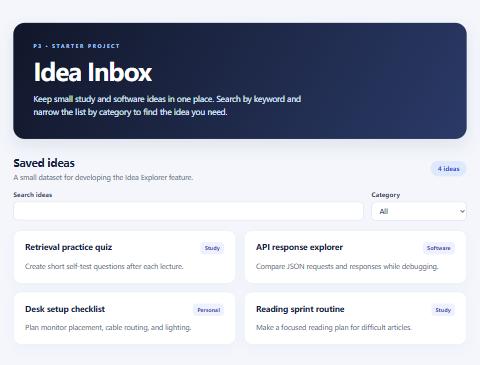 P3 • STARTER PROJECT
Idea Inbox
Keep small study and software ideas in one place. Search by keyword and
narrow the list by category to find the idea you need.
Saved ideas
A small dataset for developing the Idea Explorer feature.
4 ideas
Search ideas
Category
All
Retrieval practice quiz
Study
Create short self-test questions after each lecture.
API response explorer
Software
Compare JSON requests and responses while debugging.
Desk setup checklist
Personal
Plan monitor placement, cable routing, and lighting.
Reading sprint routine
Study
Make a focused reading plan for difficult articles.